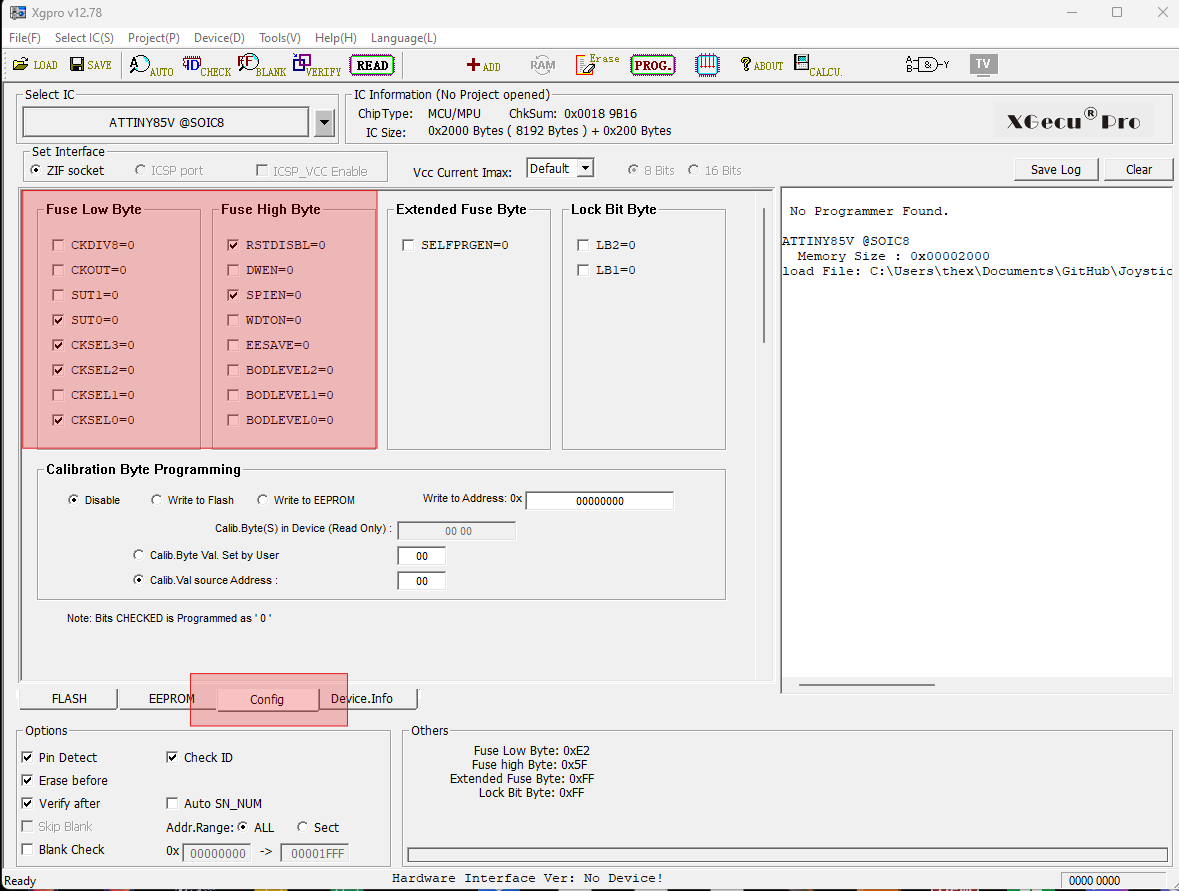 Xgpro v12.78
File(F) Select IC(S) Project(P) Device(D) Tools(V) Help(H) Language(L)
LOAD SAVE AUTO CHECK BLANK VERIFY READ ADD RAM Erase PROG. ABOUT CALCU. A B & Y TV
Select IC
ATTINY85V @SOIC8
IC Information (No Project opened)
ChipType: MCU/MPU ChkSum: 0x0018 9B16
IC Size: 0x2000 Bytes ( 8192 Bytes ) + 0x200 Bytes
XGecu® Pro
Set Interface
ZIF socket ICSP port ICSP_VCC Enable
Vcc Current Imax: Default 8 Bits 16 Bits
Save Log Clear
Fuse Low Byte
CKDIV8=0
CKOUT=0
SUT1=0
SUT0=0
CKSEL3=0
CKSEL2=0
CKSEL1=0
CKSEL0=0
Fuse High Byte
RSTDISBL=0
DWEN=0
SPIEN=0
WDTON=0
EESAVE=0
BODLEVEL2=0
BODLEVEL1=0
BODLEVEL0=0
Extended Fuse Byte
SELFPRGEN=0
Lock Bit Byte
LB2=0
LB1=0
No Programmer Found.
ATTINY85V @SOIC8
Memory Size : 0x00002000
load File: C:\Users\thex\Documents\GitHub\Joystic
Calibration Byte Programming
Disable Write to Flash Write to EEPROM Write to Address: 0x 00000000
Calib.Byte(S) in Device (Read Only) : 00 00
Calib.Byte Val. Set by User 00
Calib.Val source Address : 00
Note: Bits CHECKED is Programmed as ' 0 '
FLASH EEPROM Config Device.Info
Options
Pin Detect Check ID
Erase before
Verify after Auto SN_NUM
Skip Blank Addr.Range: ALL Sect
Blank Check 0x 00000000 -> 00001FFF
Others
Fuse Low Byte: 0xE2
Fuse high Byte: 0x5F
Extended Fuse Byte: 0xFF
Lock Bit Byte: 0xFF
Ready Hardware Interface Ver: No Device! 0000 0000